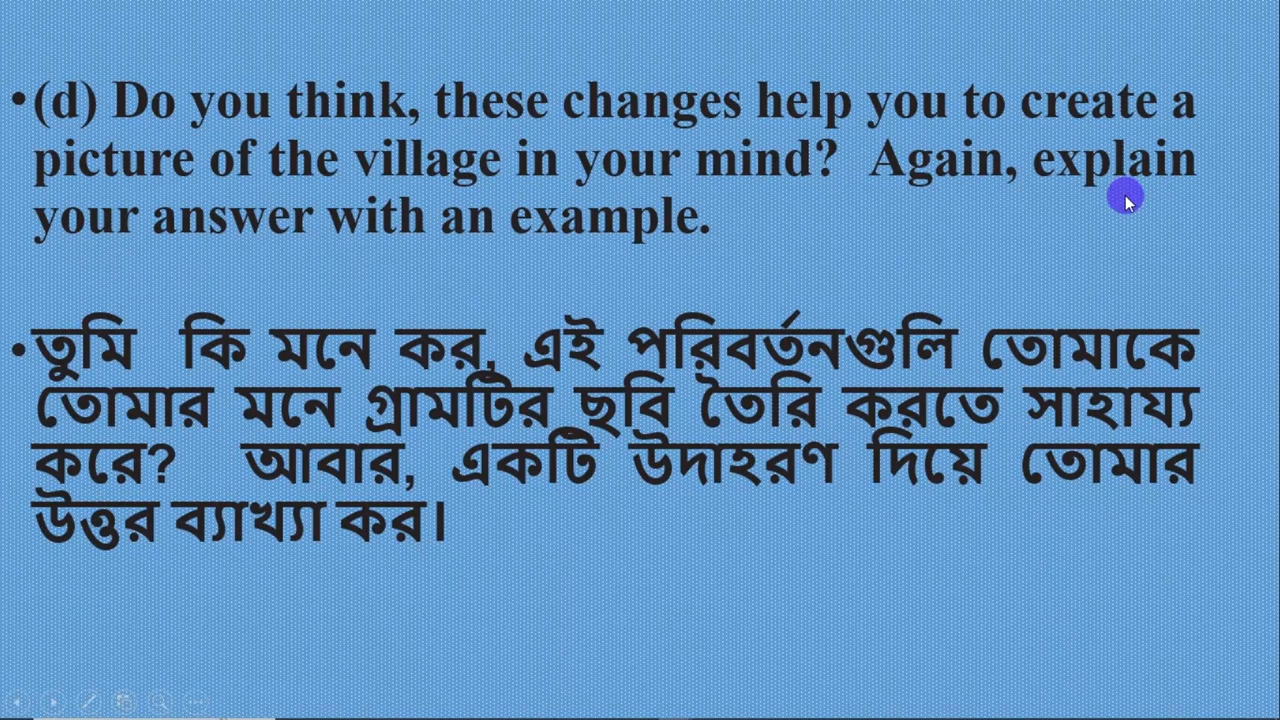 •(d) Do you think, these changes help you to create a
picture of the village in your mind? Again, explain
your answer with an example.
•তুমি কি মনে কর, এই পরিবর্তনগুলি তোমাকে
তোমার মনে গ্রামটির ছবি তৈরি করতে সাহায্য
করে? আবার, একটি উদাহরণ দিয়ে তোমার
উত্তর ব্যাখ্যা কর।